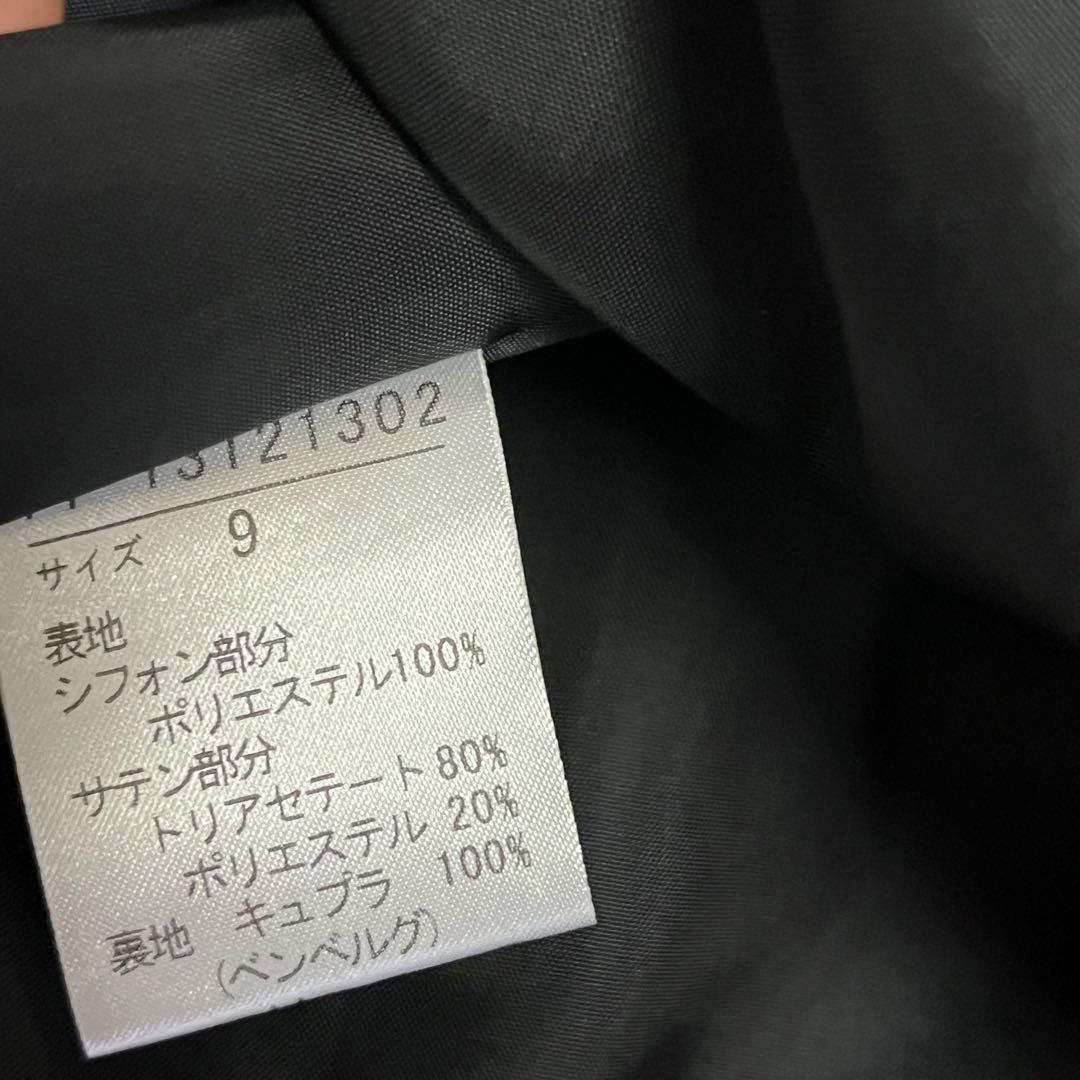 73121302
サイズ 9
表地
シフォン部分
ポリエステル100%
サテン部分
トリアセテート 80%
ポリエステル 20%
裏地 キュプラ 100%
(ベンベルグ)